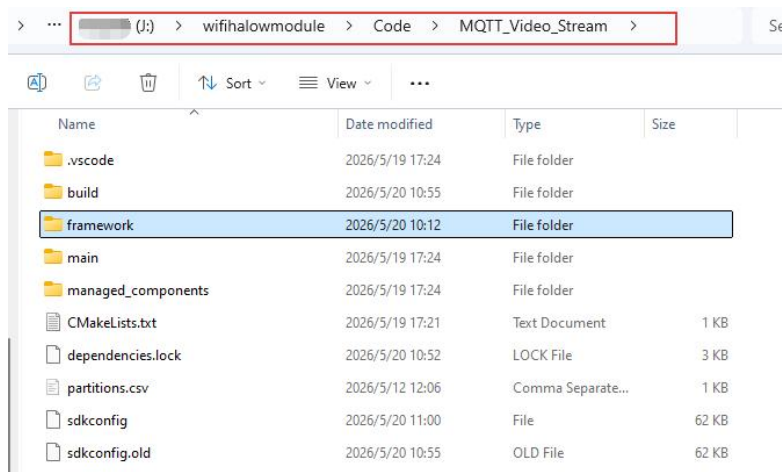 > ... (J:) > wifihalowmodule > Code > MQTT_Video_Stream > Se
Sort View ...
Name Date modified Type Size
.vscode 2026/5/19 17:24 File folder
build 2026/5/20 10:55 File folder
framework 2026/5/20 10:12 File folder
main 2026/5/19 17:24 File folder
managed_components 2026/5/19 17:24 File folder
CMakeLists.txt 2026/5/19 17:21 Text Document 1 KB
dependencies.lock 2026/5/20 10:52 LOCK File 3 KB
partitions.csv 2026/5/12 12:06 Comma Separate... 1 KB
sdkconfig 2026/5/20 11:00 File 62 KB
sdkconfig.old 2026/5/20 10:55 OLD File 62 KB